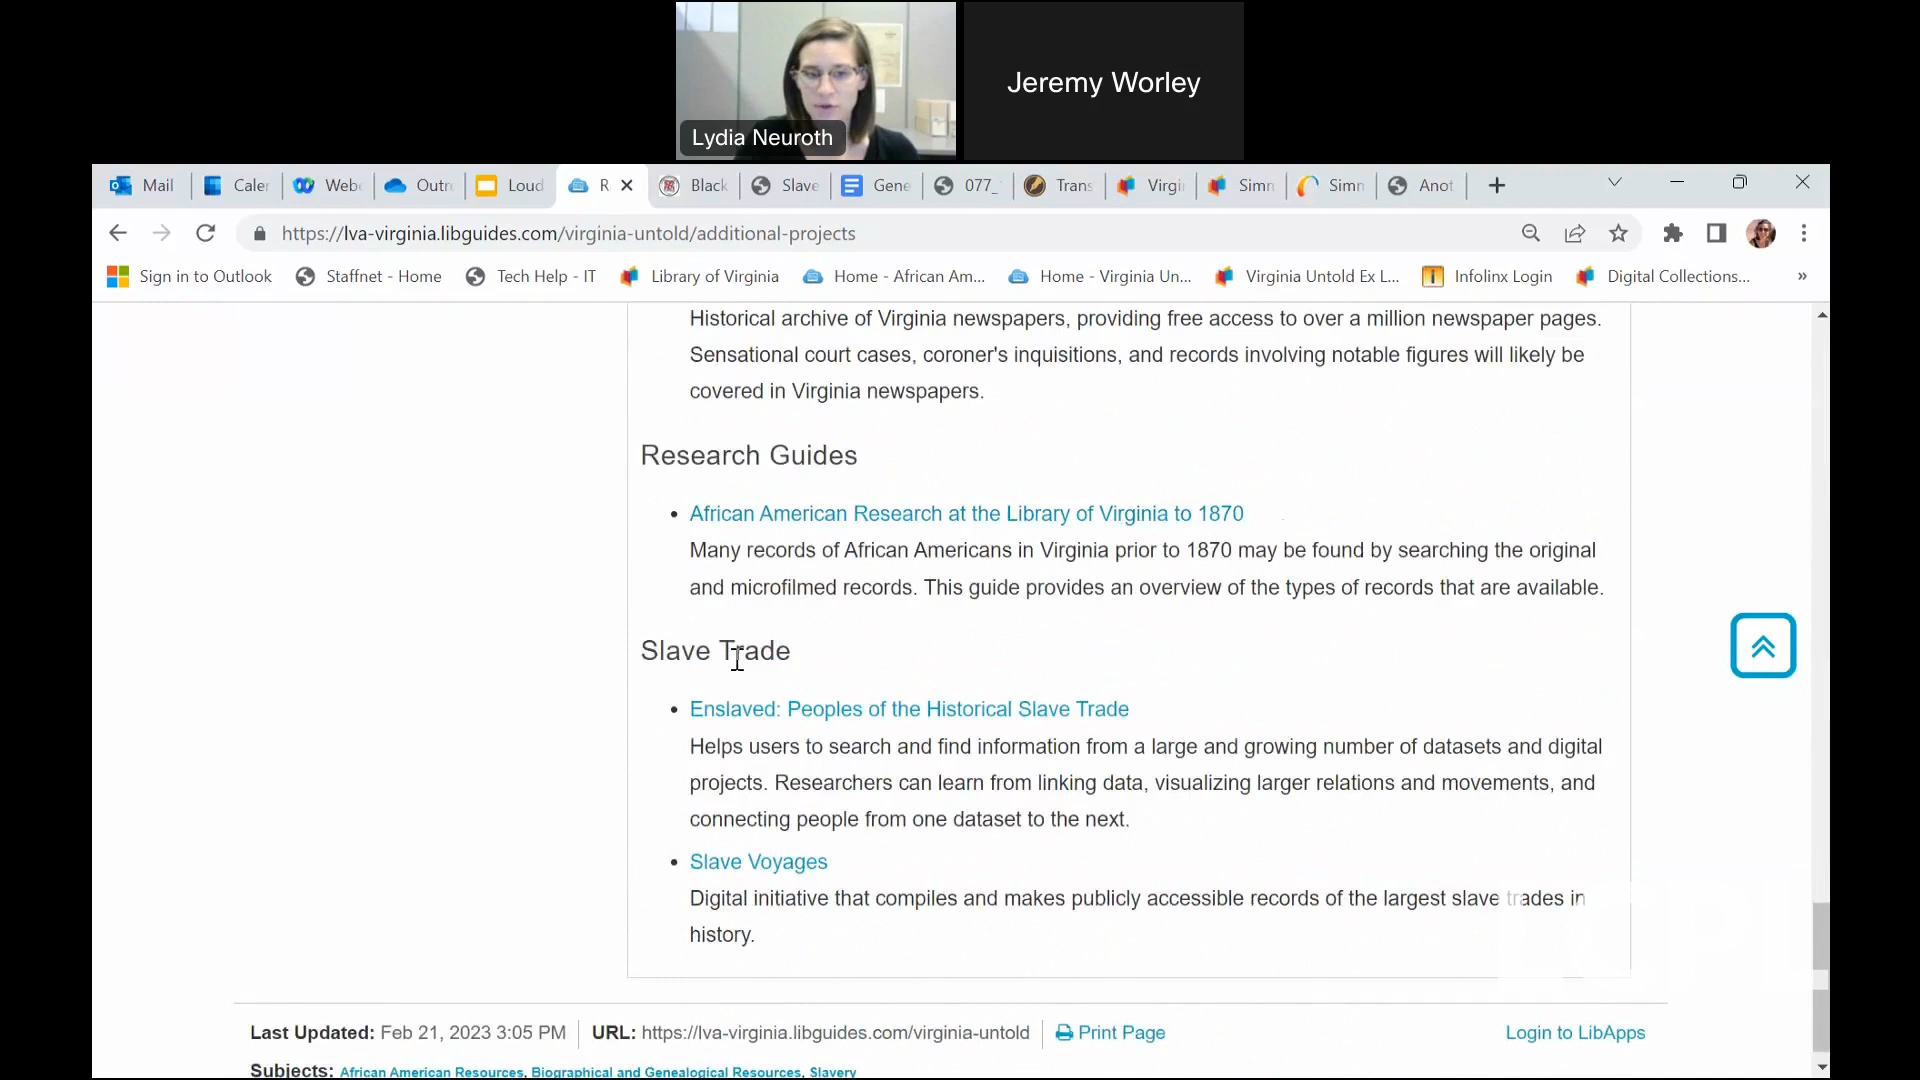 Lydia Neuroth
Jeremy Worley
Mail
Caler
Webe
Outr
Loud
R
Black
Slave
Gene
077_
Trans
Virgi
Simn
Simn
Anot
https://lva-virginia.libguides.com/virginia-untold/additional-projects
Sign in to Outlook
Staffnet - Home
Tech Help - IT
Library of Virginia
Home - African Am...
Home - Virginia Un...
Virginia Untold Ex L...
Infolinx Login
Digital Collections...
Historical archive of Virginia newspapers, providing free access to over a million newspaper pages.
Sensational court cases, coroner's inquisitions, and records involving notable figures will likely be
covered in Virginia newspapers.
Research Guides
• African American Research at the Library of Virginia to 1870
Many records of African Americans in Virginia prior to 1870 may be found by searching the original
and microfilmed records. This guide provides an overview of the types of records that are available.
Slave Trade
• Enslaved: Peoples of the Historical Slave Trade
Helps users to search and find information from a large and growing number of datasets and digital
projects. Researchers can learn from linking data, visualizing larger relations and movements, and
connecting people from one dataset to the next.
• Slave Voyages
Digital initiative that compiles and makes publicly accessible records of the largest slave trades in
history.
Last Updated: Feb 21, 2023 3:05 PM
URL: https://lva-virginia.libguides.com/virginia-untold
Print Page
Login to LibApps
Subjects: African American Resources, Biographical and Genealogical Resources, Slavery